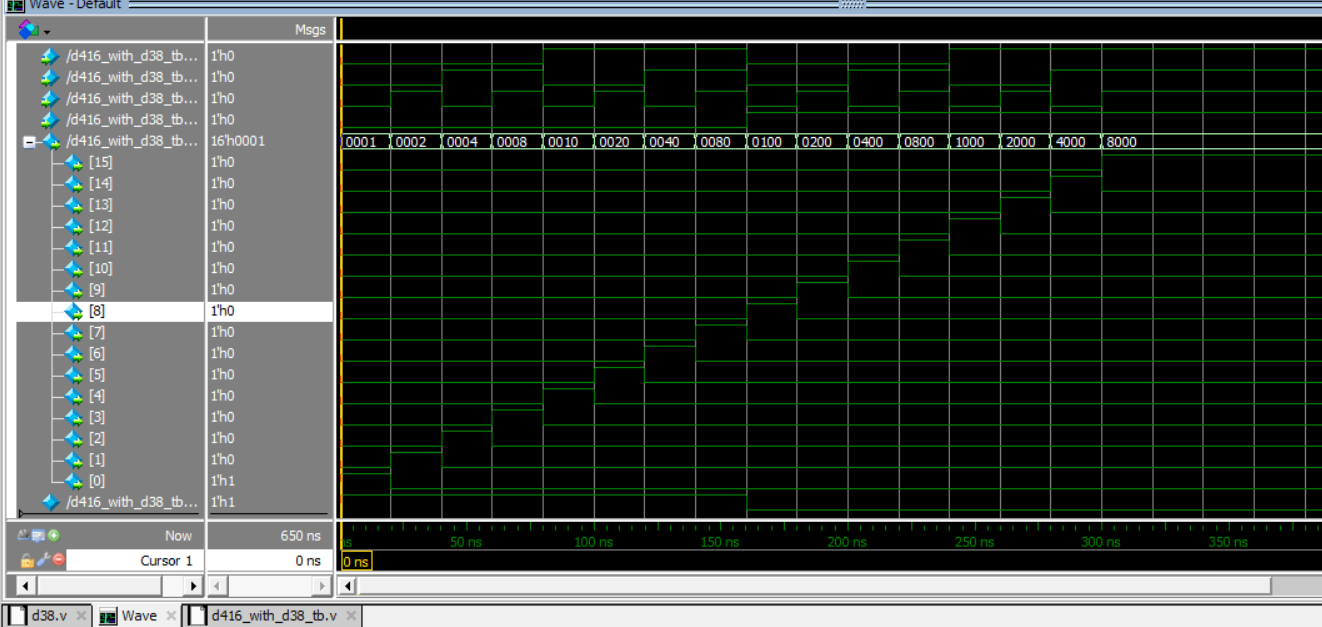 Wave - Default
Msgs
/d416_with_d38_tb... 1'h0
/d416_with_d38_tb... 1'h0
/d416_with_d38_tb... 1'h0
/d416_with_d38_tb... 1'h0
/d416_with_d38_tb... 16'h0001 0001 0002 0004 0008 0010 0020 0040 0080 0100 0200 0400 0800 1000 2000 4000 8000
[15] 1'h0
[14] 1'h0
[13] 1'h0
[12] 1'h0
[11] 1'h0
[10] 1'h0
[9] 1'h0
[8] 1'h0
[7] 1'h0
[6] 1'h0
[5] 1'h0
[4] 1'h0
[3] 1'h0
[2] 1'h0
[1] 1'h0
[0] 1'h1
/d416_with_d38_tb... 1'h1
Now 650 ns ns 50 ns 100 ns 150 ns 200 ns 250 ns 300 ns 350 ns
Cursor 1 0 ns 0 ns
d38.v Wave d416_with_d38_tb.v